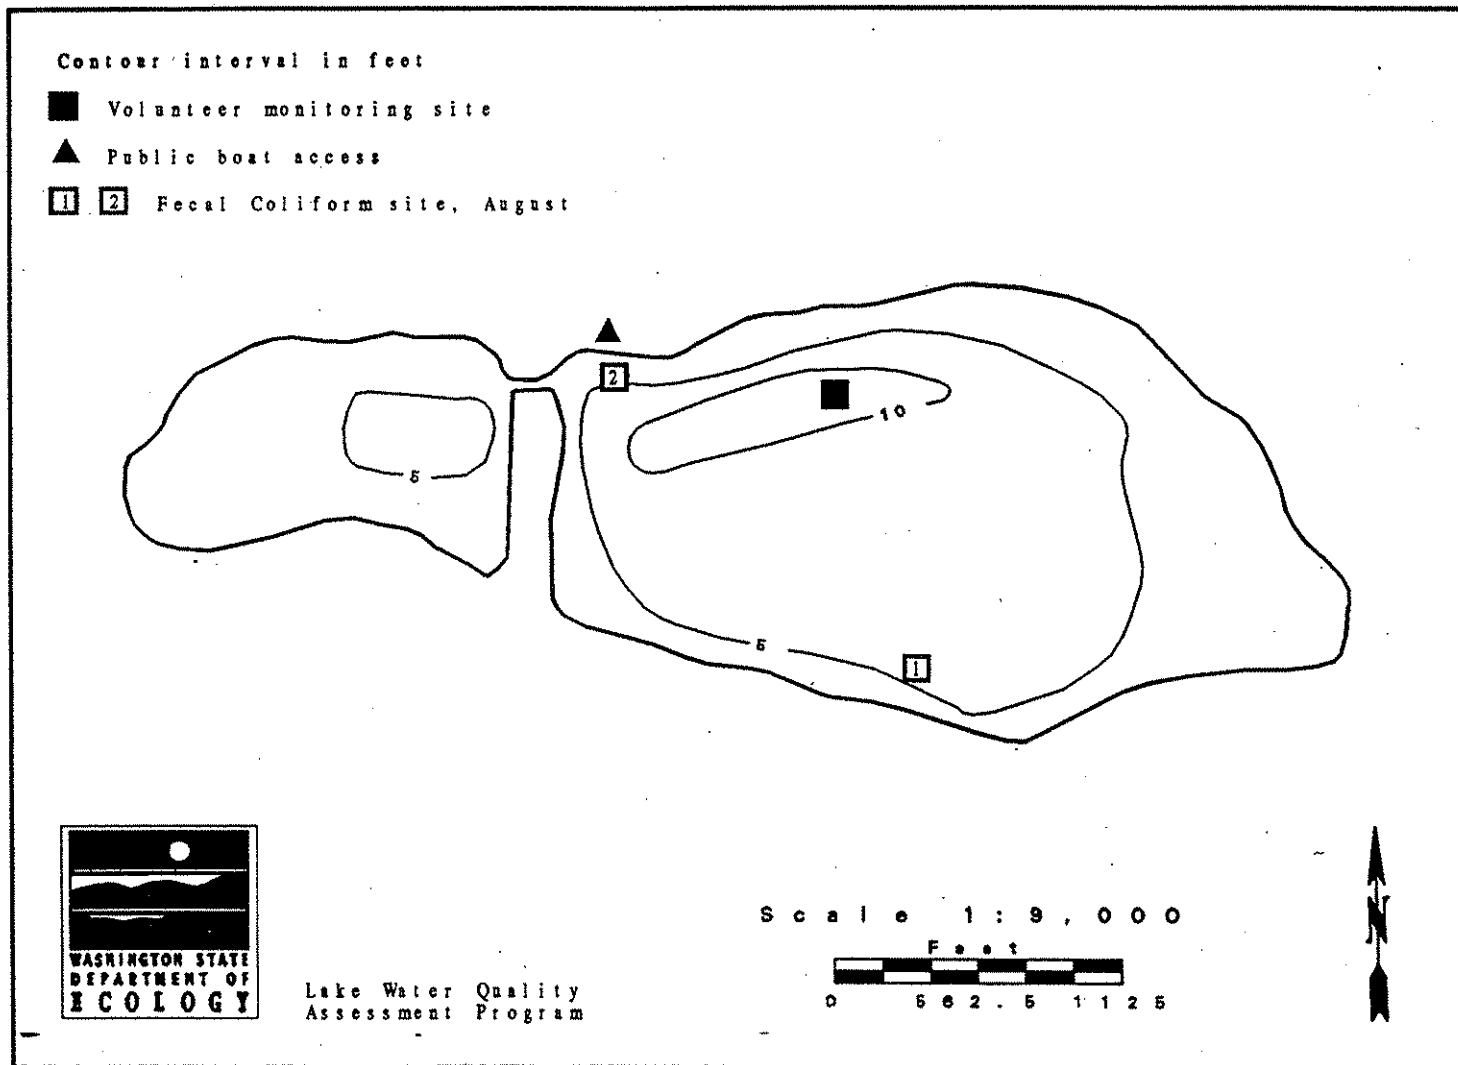 Contour interval in feet
Volunteer monitoring site
Public boat access
1 2 Fecal Coliform site, August
2
10
5
5
1
Scale 1:9,000
Feet
0 562.5 1125
N
WASHINGTON STATE
DEPARTMENT OF
ECOLOGY
Lake Water Quality
Assessment Program